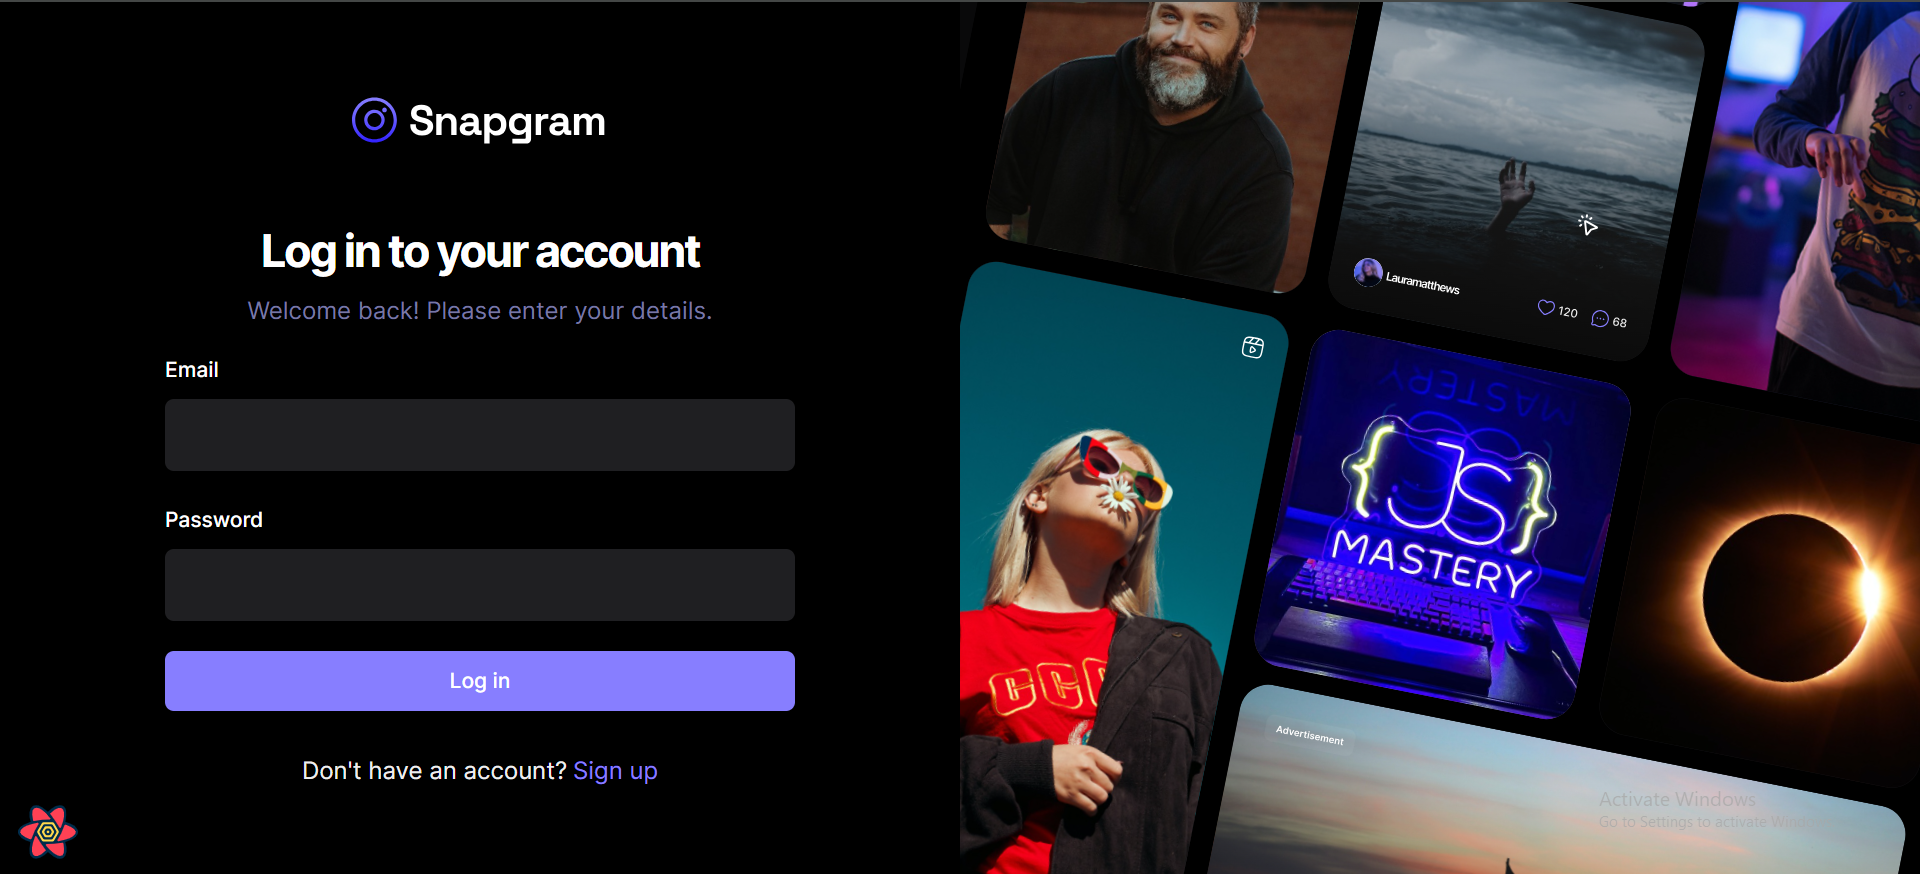 Snapgram
Log in to your account
Welcome back! Please enter your details.
Email
Password
Log in
Don't have an account? Sign up
Lauramatthews
120
68
MASTERY
{JS}
MASTERY
CCC
Advertisement
Activate Windows
Go to Settings to activate